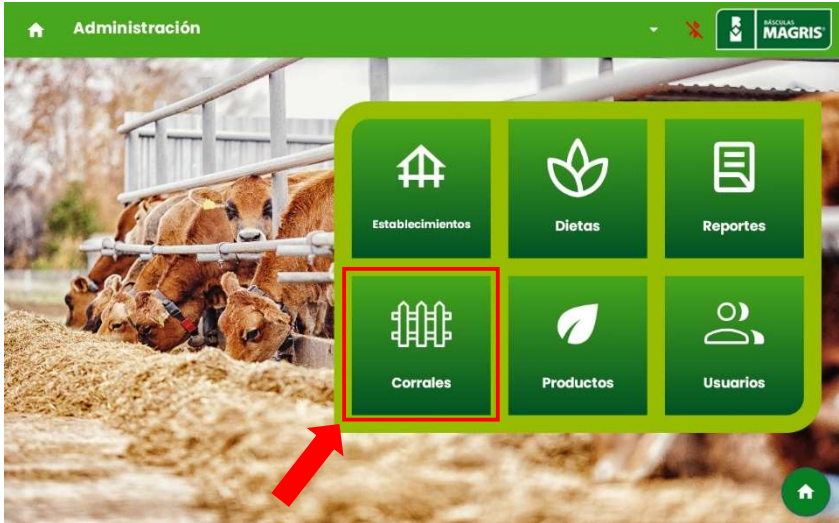 Administración
BÁSCULAS
MAGRIS
Establecimientos
Dietas
Reportes
Corrales
Productos
Usuarios